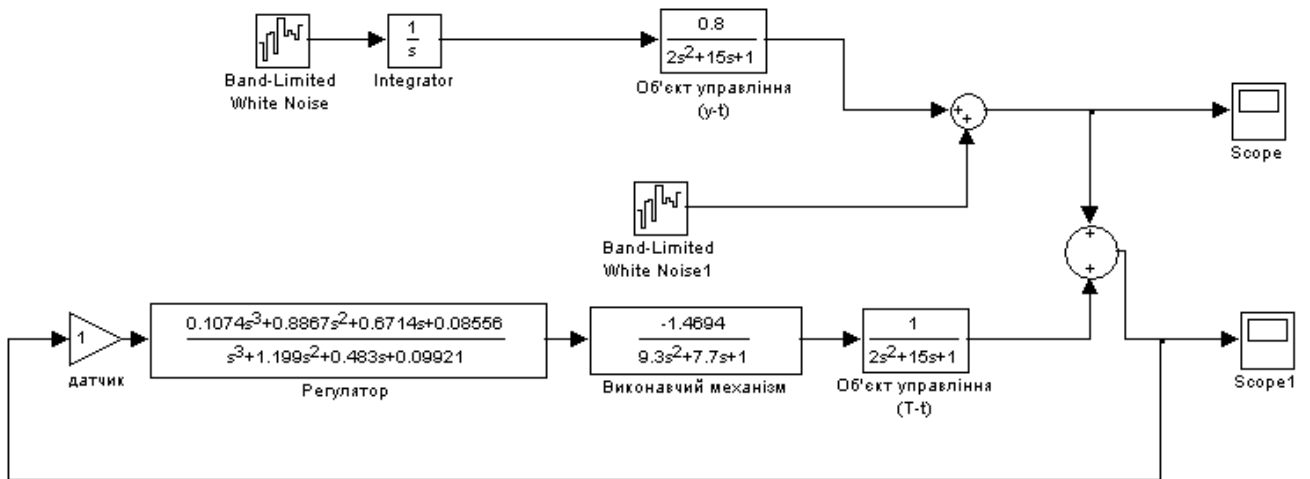 1
s
0.8
2s²+15s+1
Band-Limited
White Noise
Integrator
Об'єкт управління
(y-t)
+
+
Scope
Band-Limited
White Noise1
+
+
1
датчик
0.1074s³+0.8867s²+0.6714s+0.08556
s³+1.199s²+0.483s+0.09921
Регулятор
-1.4694
9.3s²+7.7s+1
Виконавчий механізм
1
2s²+15s+1
Об'єкт управління
(T-t)
Scope1